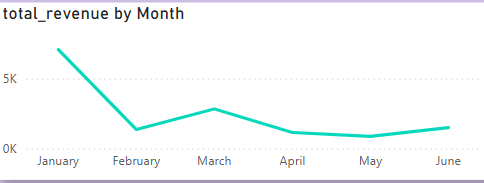 total_revenue by Month
5K
0K
January February March April May June